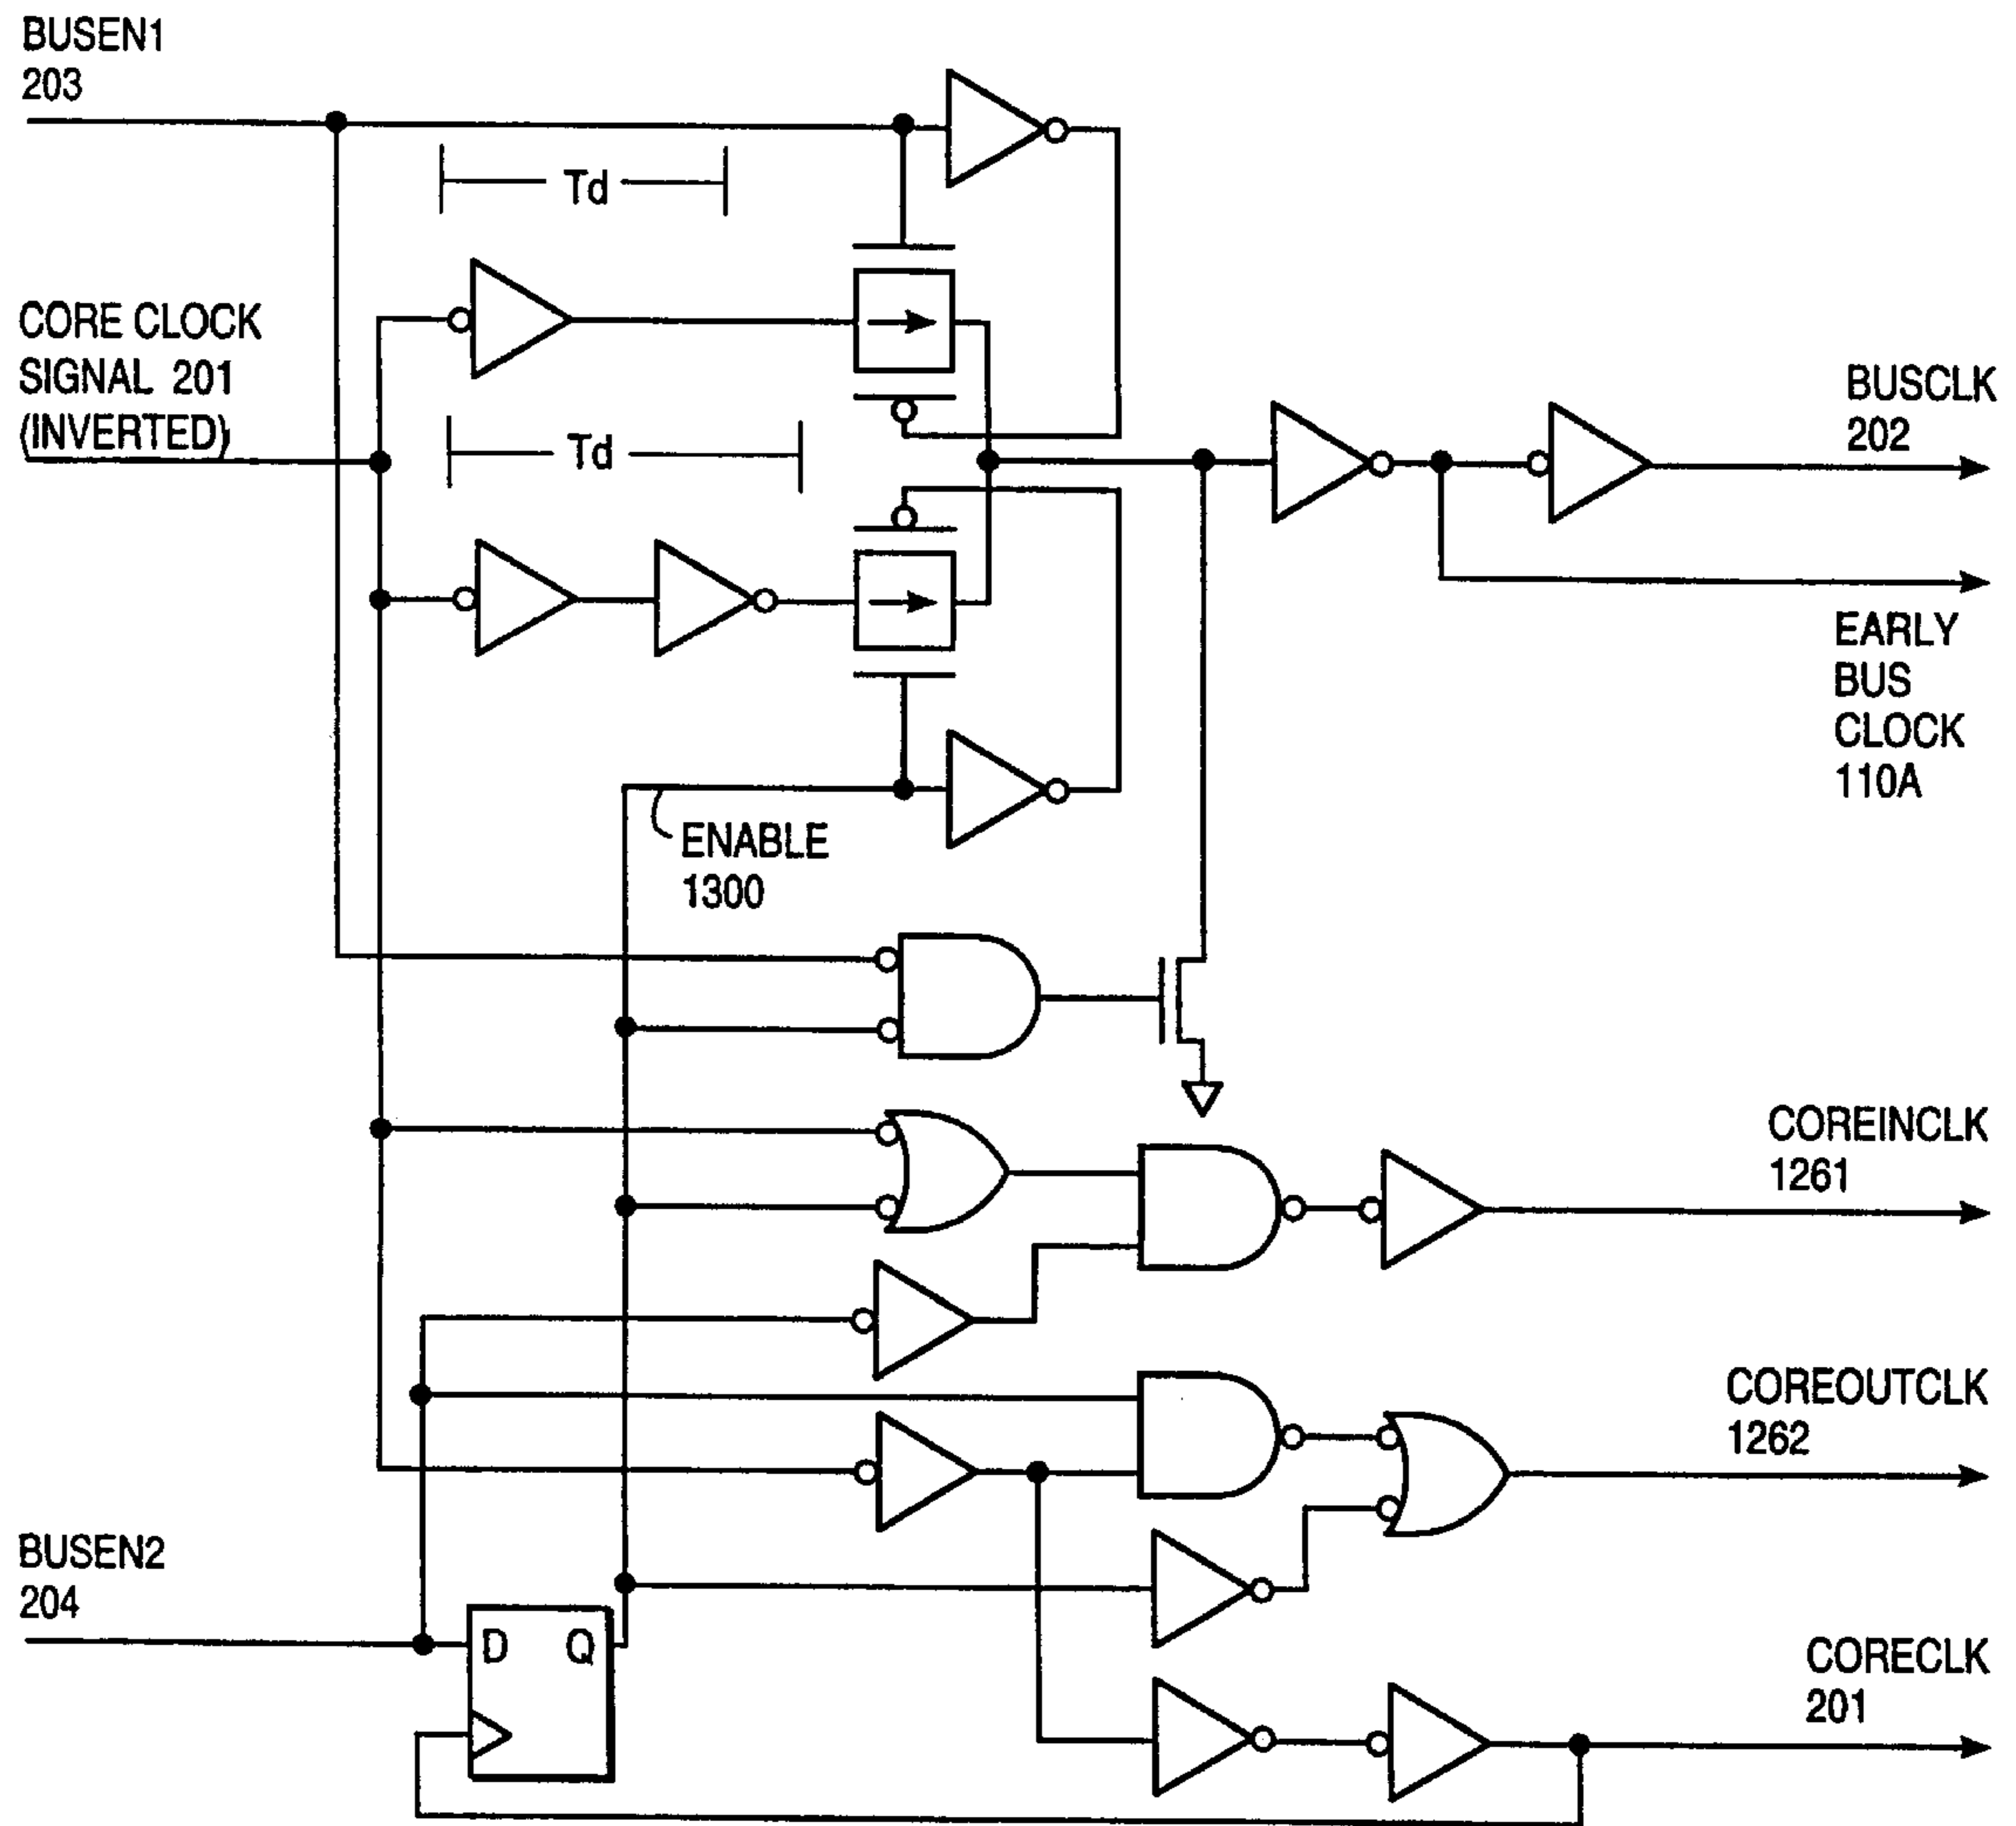 BUSEN1
203
Td
CORE CLOCK
SIGNAL 201
(INVERTED)
Td
BUSCLK
202
EARLY
BUS
CLOCK
110A
ENABLE
1300
COREINCLK
1261
COREOUTCLK
1262
BUSEN2
204
D Q
CORECLK
201